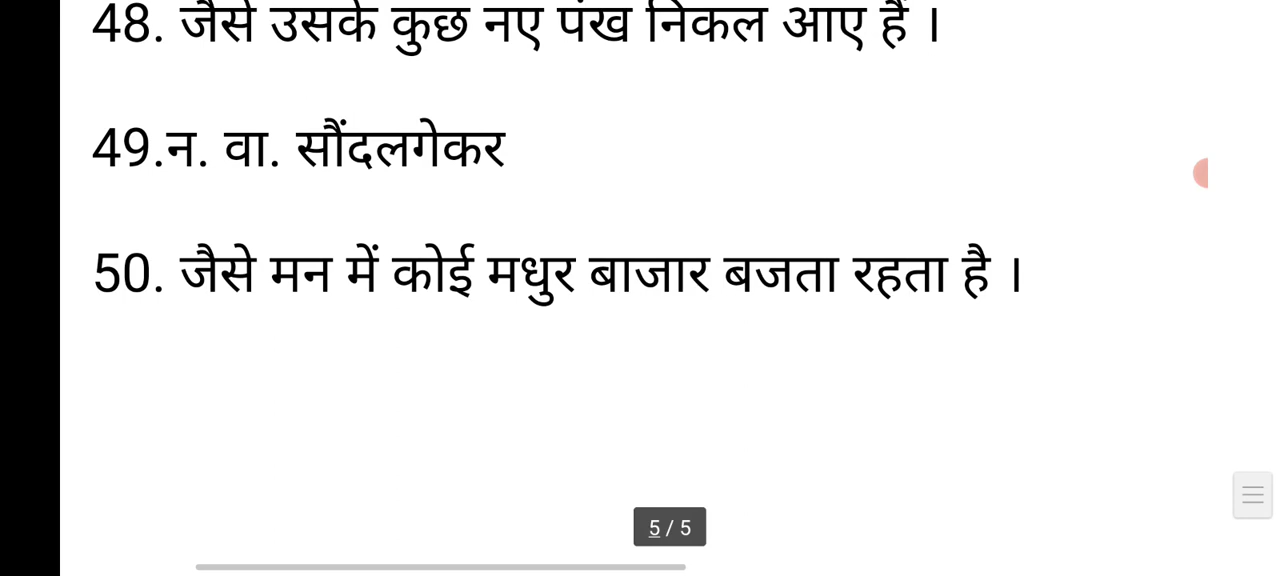 48. जैसे उसके कुछ नए पंख निकल आए हैं ।
49.न. वा. सौंदलगेकर
50. जैसे मन में कोई मधुर बाजार बजता रहता है ।
5 / 5